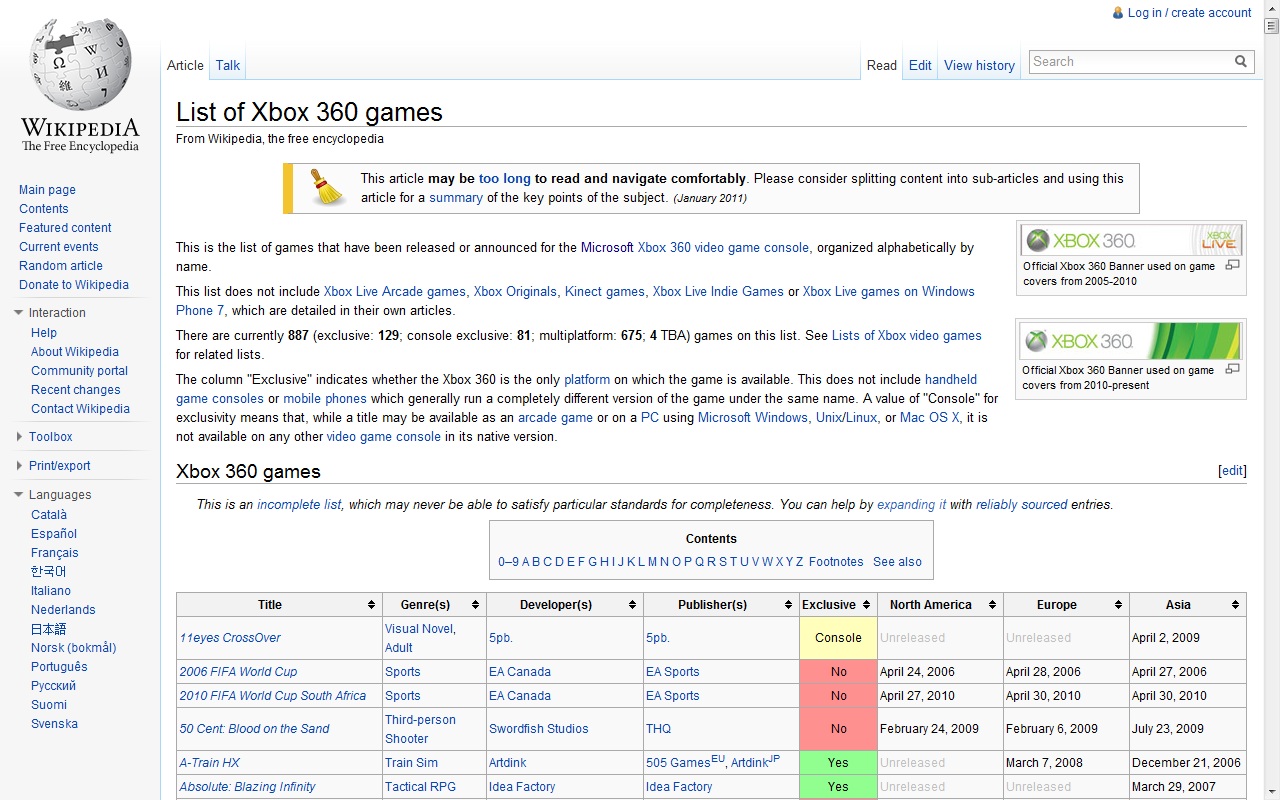 Log in / create account
Article Talk Read Edit View history Search
WIKIPEDIA
The Free Encyclopedia
Main page
Contents
Featured content
Current events
Random article
Donate to Wikipedia
Interaction
Help
About Wikipedia
Community portal
Recent changes
Contact Wikipedia
Toolbox
Print/export
Languages
Català
Español
Français
한국어
Italiano
Nederlands
日本語
Norsk (bokmål)
Português
Русский
Suomi
Svenska
List of Xbox 360 games
From Wikipedia, the free encyclopedia
This article may be too long to read and navigate comfortably. Please consider splitting content into sub-articles and using this
article for a summary of the key points of the subject. (January 2011)
This is the list of games that have been released or announced for the Microsoft Xbox 360 video game console, organized alphabetically by
name.
This list does not include Xbox Live Arcade games, Xbox Originals, Kinect games, Xbox Live Indie Games or Xbox Live games on Windows
Phone 7, which are detailed in their own articles.
There are currently 887 (exclusive: 129; console exclusive: 81; multiplatform: 675; 4 TBA) games on this list. See Lists of Xbox video games
for related lists.
The column "Exclusive" indicates whether the Xbox 360 is the only platform on which the game is available. This does not include handheld
game consoles or mobile phones which generally run a completely different version of the game under the same name. A value of "Console" for
exclusivity means that, while a title may be available as an arcade game or on a PC using Microsoft Windows, Unix/Linux, or Mac OS X, it is
not available on any other video game console in its native version.
XBOX 360. XBOX LIVE
Official Xbox 360 Banner used on game
covers from 2005-2010
XBOX 360.
Official Xbox 360 Banner used on game
covers from 2010-present
Xbox 360 games [edit]
This is an incomplete list, which may never be able to satisfy particular standards for completeness. You can help by expanding it with reliably sourced entries.
Contents
0–9 A B C D E F G H I J K L M N O P Q R S T U V W X Y Z Footnotes See also
Title Genre(s) Developer(s) Publisher(s) Exclusive North America Europe Asia
11eyes CrossOver Visual Novel, Adult 5pb. 5pb. Console Unreleased Unreleased April 2, 2009
2006 FIFA World Cup Sports EA Canada EA Sports No April 24, 2006 April 28, 2006 April 27, 2006
2010 FIFA World Cup South Africa Sports EA Canada EA Sports No April 27, 2010 April 30, 2010 April 30, 2010
50 Cent: Blood on the Sand Third-person Shooter Swordfish Studios THQ No February 24, 2009 February 6, 2009 July 23, 2009
A-Train HX Train Sim Artdink 505 GamesEU, ArtdinkJP Yes Unreleased March 7, 2008 December 21, 2006
Absolute: Blazing Infinity Tactical RPG Idea Factory Idea Factory Yes Unreleased Unreleased March 29, 2007